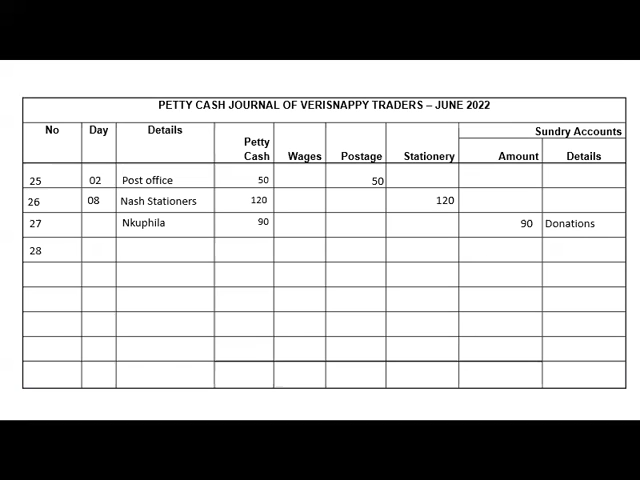 PETTY CASH JOURNAL OF VERISNAPPY TRADERS – JUNE 2022
No Day Details Petty Cash Wages Postage Stationery Sundry Accounts
Amount Details
25 02 Post office 50 50
26 08 Nash Stationers 120 120
27 Nkuphila 90 90 Donations
28